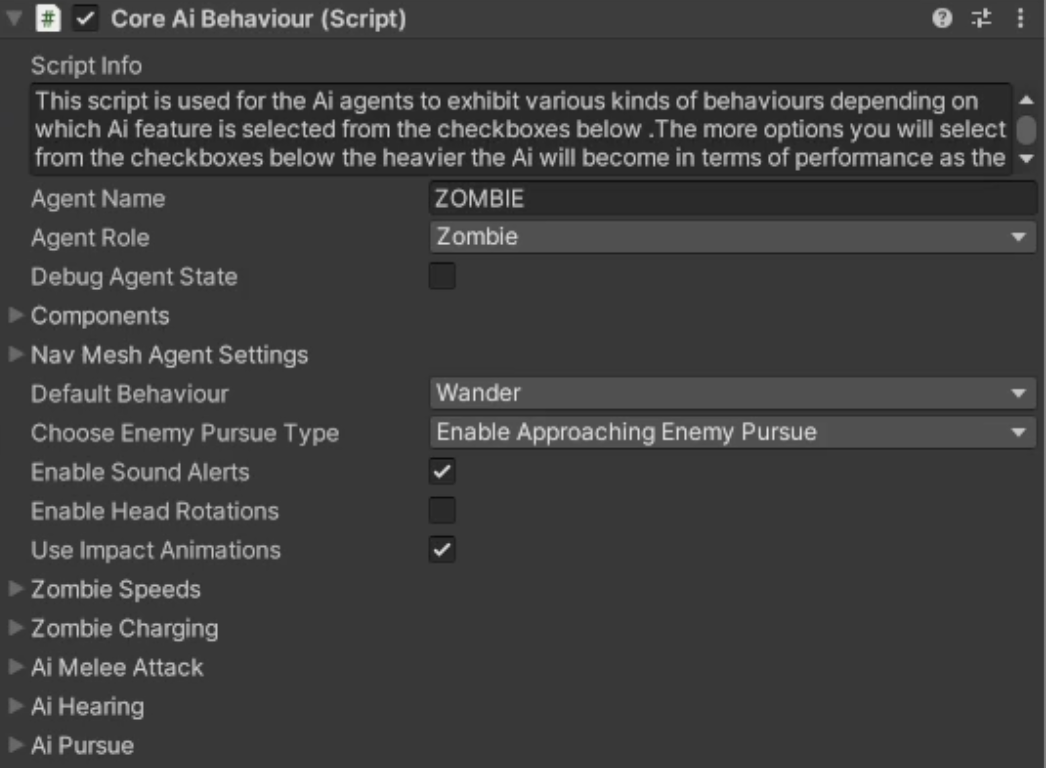 Core Ai Behaviour (Script)
Script Info
This script is used for the Ai agents to exhibit various kinds of behaviours depending on
which Ai feature is selected from the checkboxes below .The more options you will select
from the checkboxes below the heavier the Ai will become in terms of performance as the
Agent Name ZOMBIE
Agent Role Zombie
Debug Agent State
Components
Nav Mesh Agent Settings
Default Behaviour Wander
Choose Enemy Pursue Type Enable Approaching Enemy Pursue
Enable Sound Alerts
Enable Head Rotations
Use Impact Animations
Zombie Speeds
Zombie Charging
Ai Melee Attack
Ai Hearing
Ai Pursue